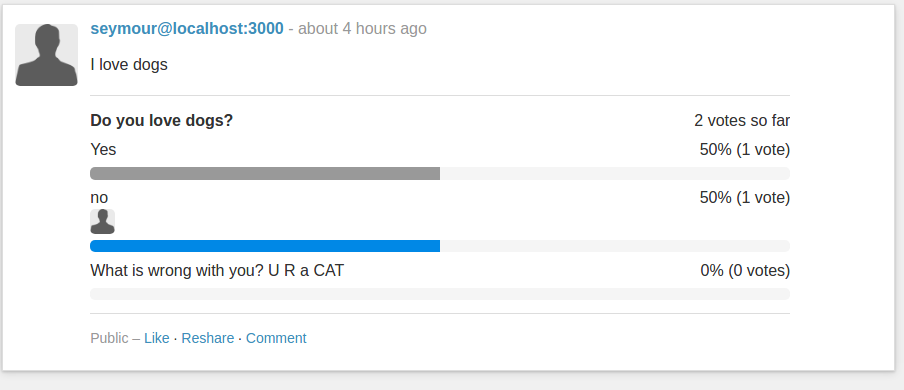 seymour@localhost:3000 - about 4 hours ago
I love dogs
Do you love dogs? 2 votes so far
Yes 50% (1 vote)
no 50% (1 vote)
What is wrong with you? U R a CAT 0% (0 votes)
Public – Like · Reshare · Comment